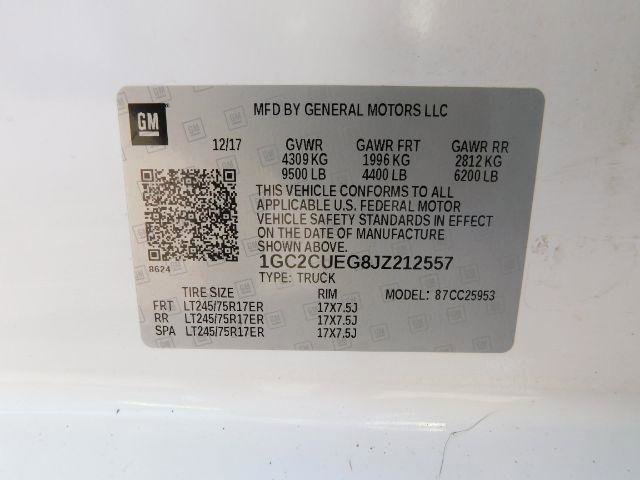 GM
MFD BY GENERAL MOTORS LLC
12/17 GVWR GAWR FRT GAWR RR
4309 KG 1996 KG 2812 KG
9500 LB 4400 LB 6200 LB
THIS VEHICLE CONFORMS TO ALL
APPLICABLE U.S. FEDERAL MOTOR
VEHICLE SAFETY STANDARDS IN EFFECT
ON THE DATE OF MANUFACTURE
SHOWN ABOVE.
8624
1GC2CUEG8JZ212557
TYPE: TRUCK
TIRE SIZE RIM MODEL: 87CC25953
FRT LT245/75R17ER 17X7.5J
RR LT245/75R17ER 17X7.5J
SPA LT245/75R17ER 17X7.5J